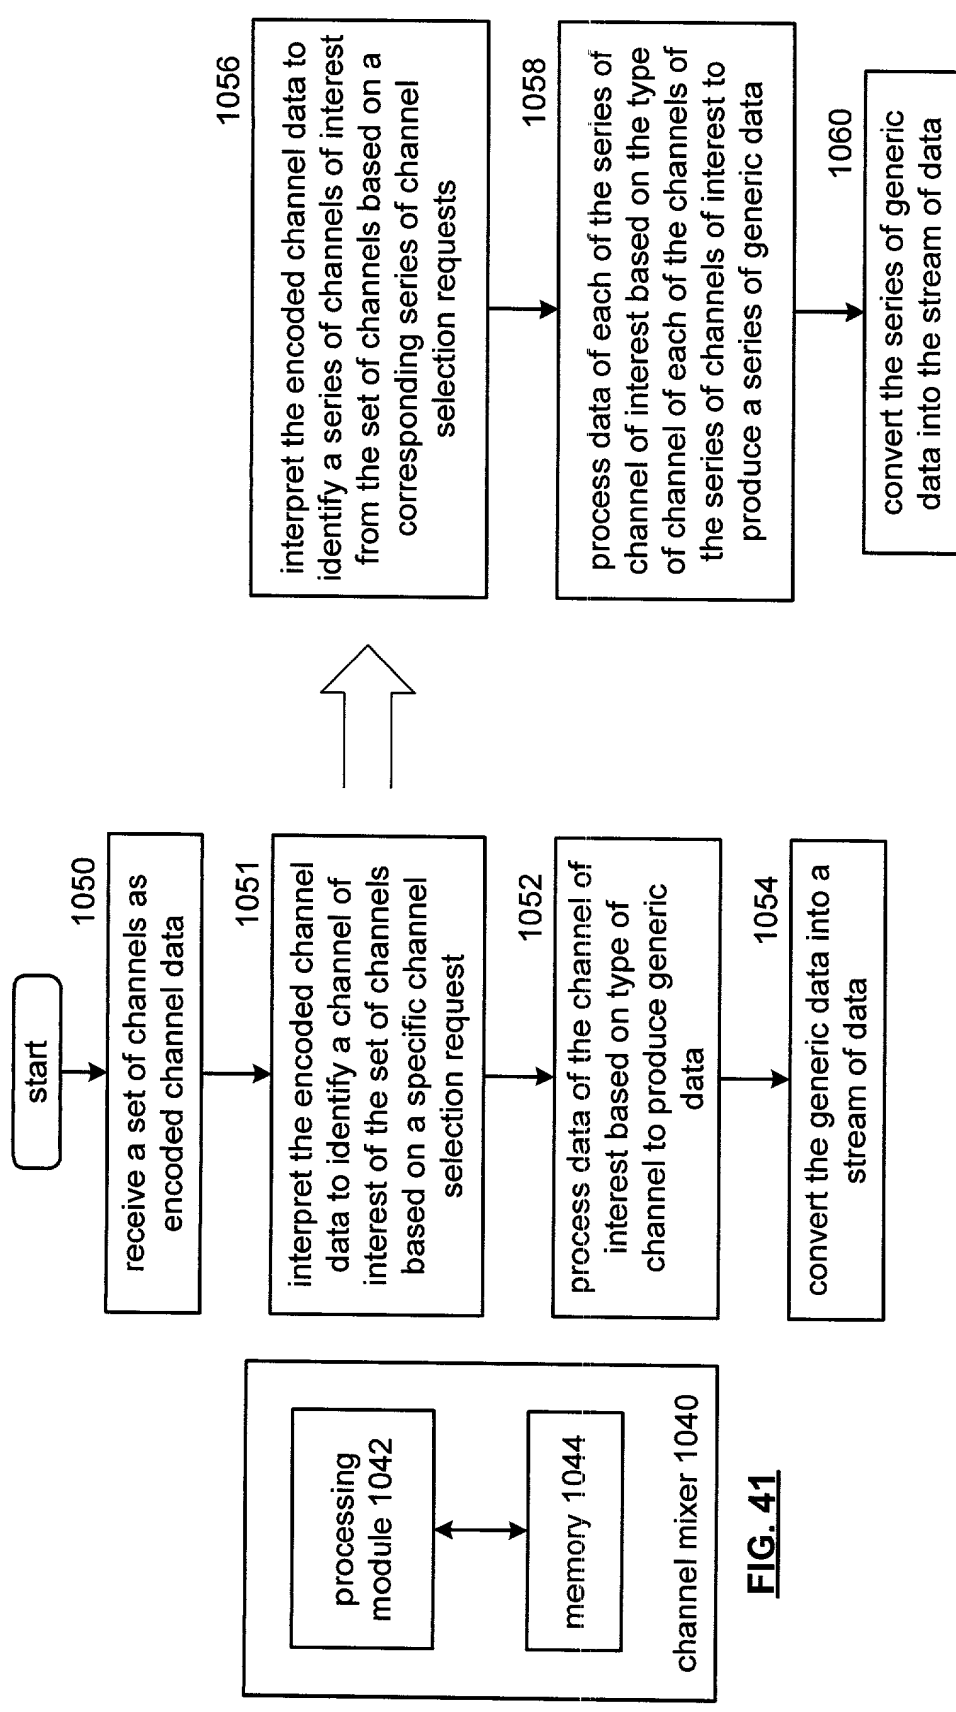 start
1050
receive a set of channels as
encoded channel data
1051
interpret the encoded channel
data to identify a channel of
interest of the set of channels
based on a specific channel
selection request
1052
process data of the channel of
interest based on type of
channel to produce generic
data
1054
convert the generic data into a
stream of data
1056
interpret the encoded channel data to
identify a series of channels of interest
from the set of channels based on a
corresponding series of channel
selection requests
1058
process data of each of the series of
channel of interest based on the type
of channel of each of the channels of
the series of channels of interest to
produce a series of generic data
1060
convert the series of generic
data into the stream of data
processing
module 1042
memory 1044
channel mixer 1040
FIG. 41